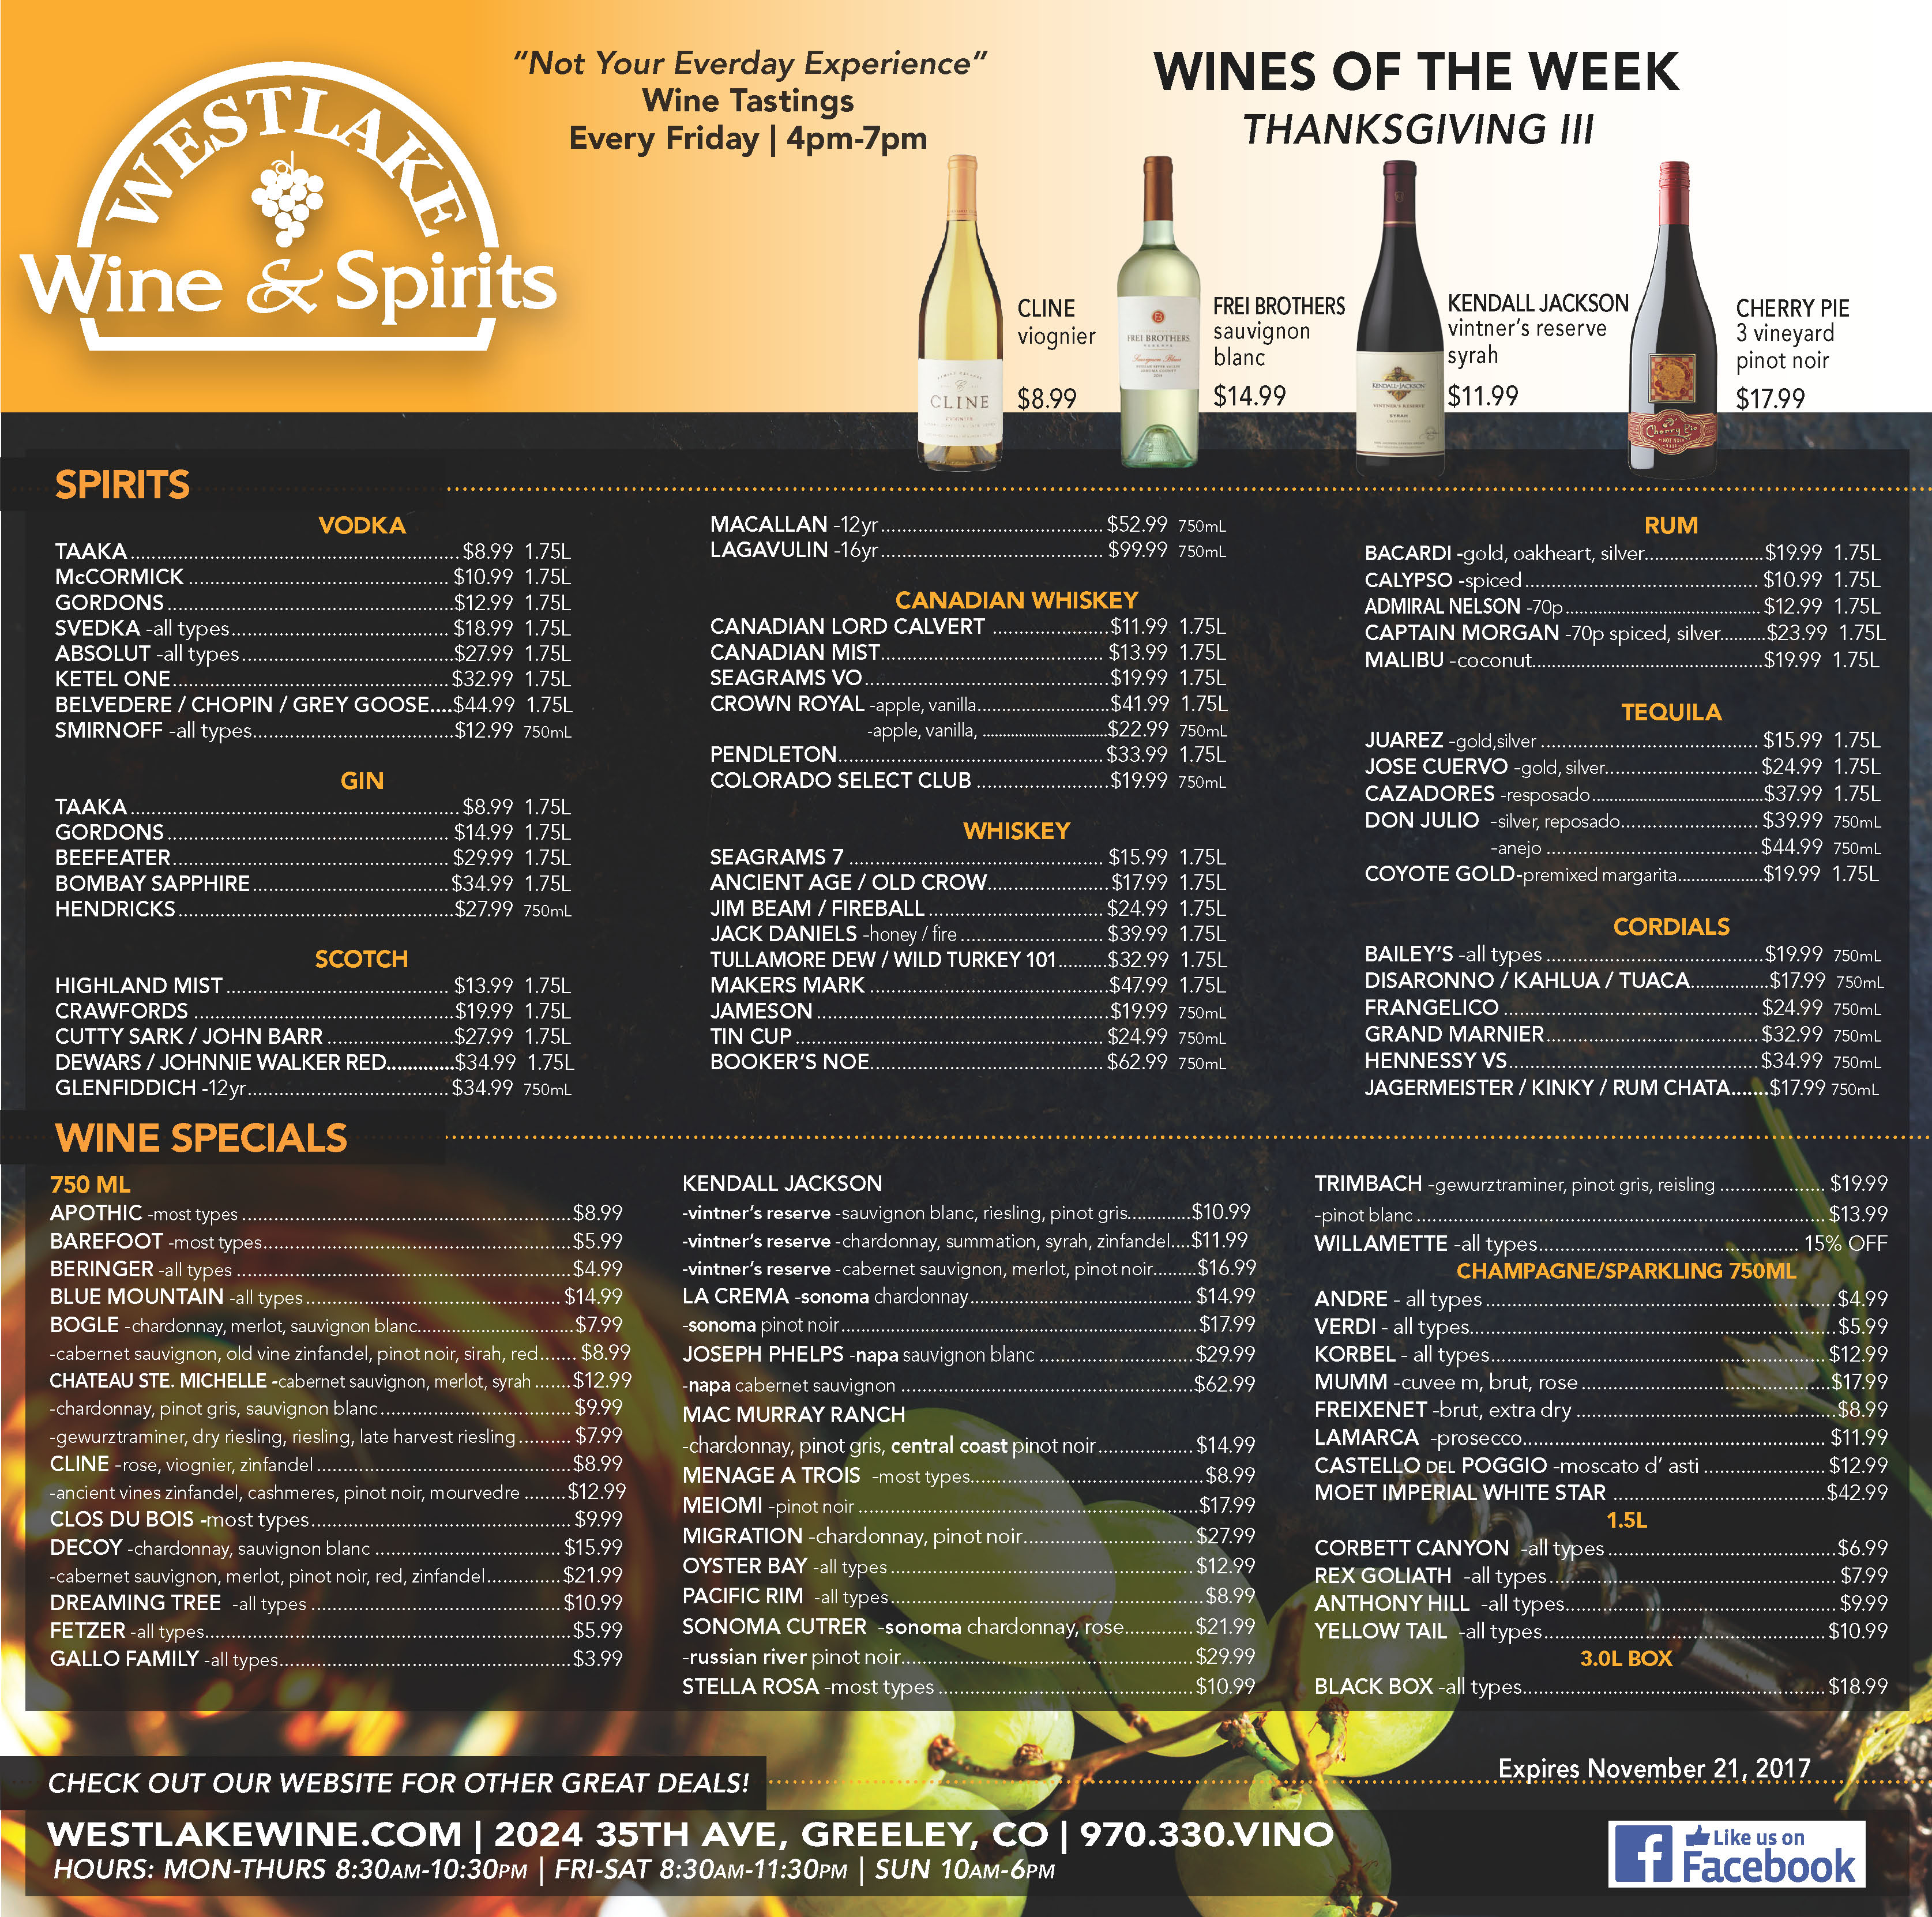 WESTLAKE
Wine & Spirits
"Not Your Everday Experience"
Wine Tastings
Every Friday | 4pm-7pm
WINES OF THE WEEK
THANKSGIVING III
CLINE
viognier
$8.99
FREI BROTHERS
sauvignon
blanc
$14.99
KENDALL JACKSON
vintner's reserve
syrah
$11.99
CHERRY PIE
3 vineyard
pinot noir
$17.99
CLINE
FREI BROTHERS
KENDALL-JACKSON
Cherry Pie
SPIRITS
VODKA
TAAKA $8.99 1.75L
McCORMICK $10.99 1.75L
GORDONS $12.99 1.75L
SVEDKA -all types $18.99 1.75L
ABSOLUT -all types $27.99 1.75L
KETEL ONE $32.99 1.75L
BELVEDERE / CHOPIN / GREY GOOSE $44.99 1.75L
SMIRNOFF -all types $12.99 750mL
GIN
TAAKA $8.99 1.75L
GORDONS $14.99 1.75L
BEEFEATER $29.99 1.75L
BOMBAY SAPPHIRE $34.99 1.75L
HENDRICKS $27.99 750mL
SCOTCH
HIGHLAND MIST $13.99 1.75L
CRAWFORDS $19.99 1.75L
CUTTY SARK / JOHN BARR $27.99 1.75L
DEWARS / JOHNNIE WALKER RED $34.99 1.75L
GLENFIDDICH -12yr $34.99 750mL
MACALLAN -12yr $52.99 750mL
LAGAVULIN -16yr $99.99 750mL
CANADIAN WHISKEY
CANADIAN LORD CALVERT $11.99 1.75L
CANADIAN MIST $13.99 1.75L
SEAGRAMS VO $19.99 1.75L
CROWN ROYAL -apple, vanilla $41.99 1.75L
-apple, vanilla, $22.99 750mL
PENDLETON $33.99 1.75L
COLORADO SELECT CLUB $19.99 750mL
WHISKEY
SEAGRAMS 7 $15.99 1.75L
ANCIENT AGE / OLD CROW $17.99 1.75L
JIM BEAM / FIREBALL $24.99 1.75L
JACK DANIELS -honey / fire $39.99 1.75L
TULLAMORE DEW / WILD TURKEY 101 $32.99 1.75L
MAKERS MARK $47.99 1.75L
JAMESON $19.99 750mL
TIN CUP $24.99 750mL
BOOKER'S NOE $62.99 750mL
RUM
BACARDI -gold, oakheart, silver $19.99 1.75L
CALYPSO -spiced $10.99 1.75L
ADMIRAL NELSON -70p $12.99 1.75L
CAPTAIN MORGAN -70p spiced, silver $23.99 1.75L
MALIBU -coconut $19.99 1.75L
TEQUILA
JUAREZ -gold,silver $15.99 1.75L
JOSE CUERVO -gold, silver $24.99 1.75L
CAZADORES -resposado $37.99 1.75L
DON JULIO -silver, reposado $39.99 750mL
-anejo $44.99 750mL
COYOTE GOLD-premixed margarita $19.99 1.75L
CORDIALS
BAILEY'S -all types $19.99 750mL
DISARONNO / KAHLUA / TUACA $17.99 750mL
FRANGELICO $24.99 750mL
GRAND MARNIER $32.99 750mL
HENNESSY VS $34.99 750mL
JAGERMEISTER / KINKY / RUM CHATA $17.99 750mL
WINE SPECIALS
750 ML
APOTHIC -most types $8.99
BAREFOOT -most types $5.99
BERINGER -all types $4.99
BLUE MOUNTAIN -all types $14.99
BOGLE -chardonnay, merlot, sauvignon blanc $7.99
-cabernet sauvignon, old vine zinfandel, pinot noir, sirah, red $8.99
CHATEAU STE. MICHELLE -cabernet sauvignon, merlot, syrah $12.99
-chardonnay, pinot gris, sauvignon blanc $9.99
-gewurztraminer, dry riesling, riesling, late harvest riesling $7.99
CLINE -rose, viognier, zinfandel $8.99
-ancient vines zinfandel, cashmeres, pinot noir, mourvedre $12.99
CLOS DU BOIS -most types $9.99
DECOY -chardonnay, sauvignon blanc $15.99
-cabernet sauvignon, merlot, pinot noir, red, zinfandel $21.99
DREAMING TREE -all types $10.99
FETZER -all types $5.99
GALLO FAMILY -all types $3.99
KENDALL JACKSON
-vintner's reserve -sauvignon blanc, riesling, pinot gris $10.99
-vintner's reserve -chardonnay, summation, syrah, zinfandel $11.99
-vintner's reserve -cabernet sauvignon, merlot, pinot noir $16.99
LA CREMA -sonoma chardonnay $14.99
-sonoma pinot noir $17.99
JOSEPH PHELPS -napa sauvignon blanc $29.99
-napa cabernet sauvignon $62.99
MAC MURRAY RANCH
-chardonnay, pinot gris, central coast pinot noir $14.99
MENAGE A TROIS -most types $8.99
MEIOMI -pinot noir $17.99
MIGRATION -chardonnay, pinot noir $27.99
OYSTER BAY -all types $12.99
PACIFIC RIM -all types $8.99
SONOMA CUTRER -sonoma chardonnay, rose $21.99
-russian river pinot noir $29.99
STELLA ROSA -most types $10.99
TRIMBACH -gewurztraminer, pinot gris, reisling $19.99
-pinot blanc $13.99
WILLAMETTE -all types 15% OFF
CHAMPAGNE/SPARKLING 750ML
ANDRE - all types $4.99
VERDI - all types $5.99
KORBEL - all types $12.99
MUMM -cuvee m, brut, rose $17.99
FREIXENET -brut, extra dry $8.99
LAMARCA -prosecco $11.99
CASTELLO DEL POGGIO -moscato d' asti $12.99
MOET IMPERIAL WHITE STAR $42.99
1.5L
CORBETT CANYON -all types $6.99
REX GOLIATH -all types $7.99
ANTHONY HILL -all types $9.99
YELLOW TAIL -all types $10.99
3.0L BOX
BLACK BOX -all types $18.99
Expires November 21, 2017
CHECK OUT OUR WEBSITE FOR OTHER GREAT DEALS!
WESTLAKEWINE.COM | 2024 35TH AVE, GREELEY, CO | 970.330.VINO
HOURS: MON-THURS 8:30AM-10:30PM | FRI-SAT 8:30AM-11:30PM | SUN 10AM-6PM
Like us on
Facebook